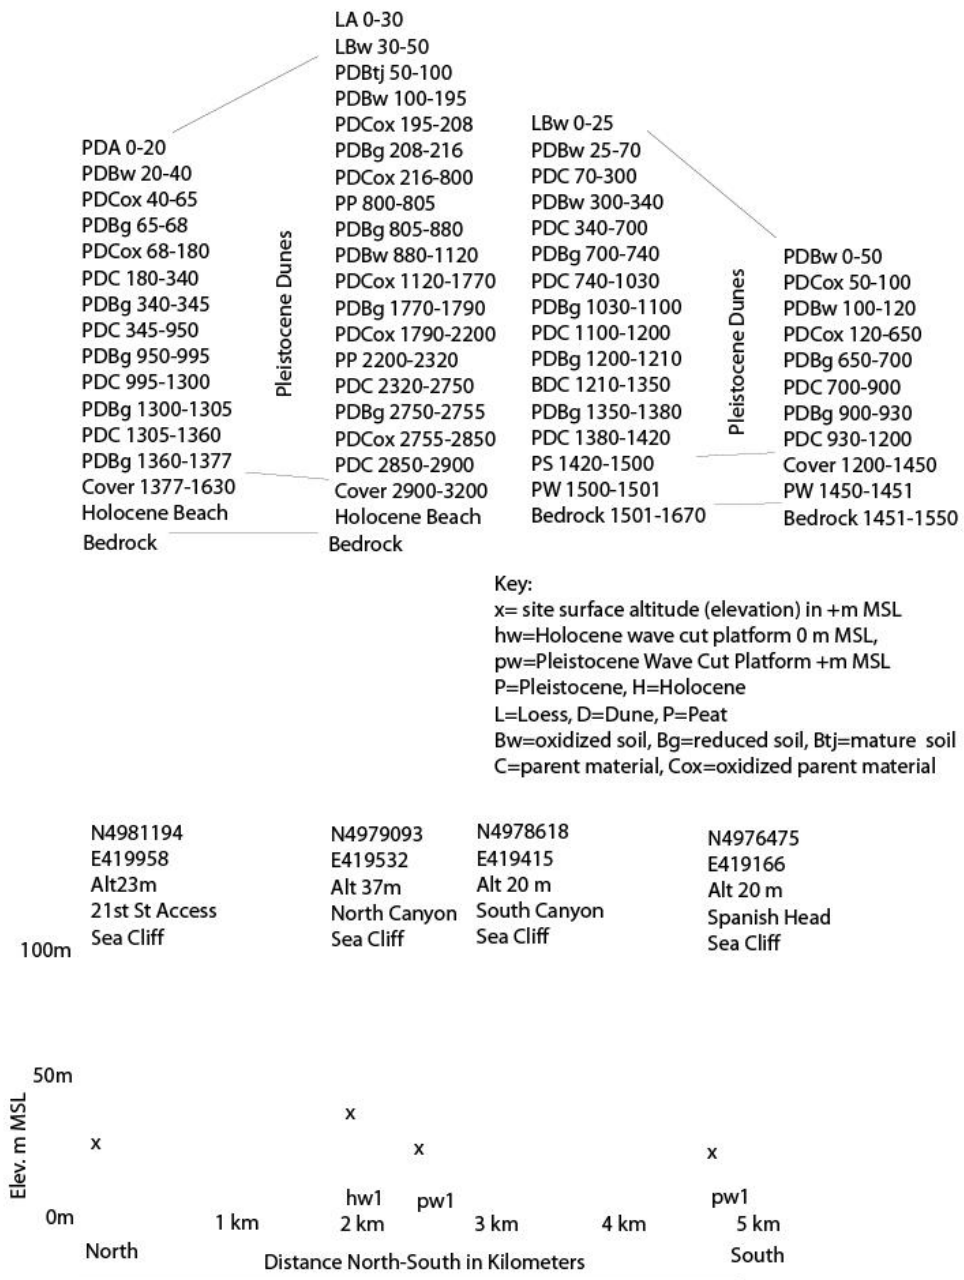 PDA 0-20
PDBw 20-40
PDCox 40-65
PDBg 65-68
PDCox 68-180
PDC 180-340
PDBg 340-345
PDC 345-950
PDBg 950-995
PDC 995-1300
PDBg 1300-1305
PDC 1305-1360
PDBg 1360-1377
Cover 1377-1630
Holocene Beach
Bedrock
Pleistocene Dunes
LA 0-30
LBw 30-50
PDBtj 50-100
PDBw 100-195
PDCox 195-208
PDBg 208-216
PDCox 216-800
PP 800-805
PDBg 805-880
PDBw 880-1120
PDCox 1120-1770
PDBg 1770-1790
PDCox 1790-2200
PP 2200-2320
PDC 2320-2750
PDBg 2750-2755
PDCox 2755-2850
PDC 2850-2900
Cover 2900-3200
Holocene Beach
Bedrock
LBw 0-25
PDBw 25-70
PDC 70-300
PDBw 300-340
PDC 340-700
PDBg 700-740
PDC 740-1030
PDBg 1030-1100
PDC 1100-1200
PDBg 1200-1210
BDC 1210-1350
PDBg 1350-1380
PDC 1380-1420
PS 1420-1500
PW 1500-1501
Bedrock 1501-1670
Pleistocene Dunes
PDBw 0-50
PDCox 50-100
PDBw 100-120
PDCox 120-650
PDBg 650-700
PDC 700-900
PDBg 900-930
PDC 930-1200
Cover 1200-1450
PW 1450-1451
Bedrock 1451-1550
Key:
x= site surface altitude (elevation) in +m MSL
hw=Holocene wave cut platform 0 m MSL,
pw=Pleistocene Wave Cut Platform +m MSL
P=Pleistocene, H=Holocene
L=Loess, D=Dune, P=Peat
Bw=oxidized soil, Bg=reduced soil, Btj=mature soil
C=parent material, Cox=oxidized parent material
N4981194
E419958
Alt23m
21st St Access
Sea Cliff
N4979093
E419532
Alt 37m
North Canyon
Sea Cliff
N4978618
E419415
Alt 20 m
South Canyon
Sea Cliff
N4976475
E419166
Alt 20 m
Spanish Head
Sea Cliff
100m
50m
Elev. m MSL
x
x
x
x
hw1
pw1
pw1
0m
1 km
2 km
3 km
4 km
5 km
North
Distance North-South in Kilometers
South